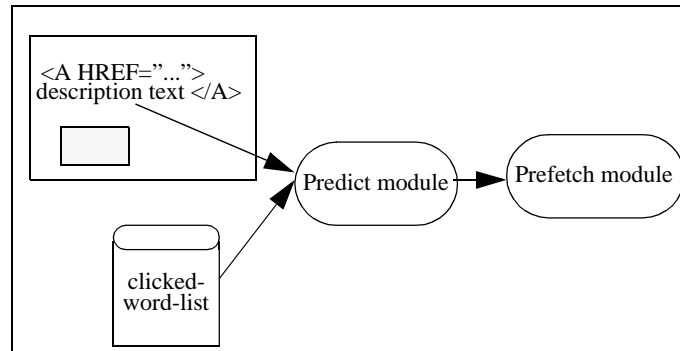 <A HREF=”...”>
description text </A>
Predict module
Prefetch module
clicked-
word-list